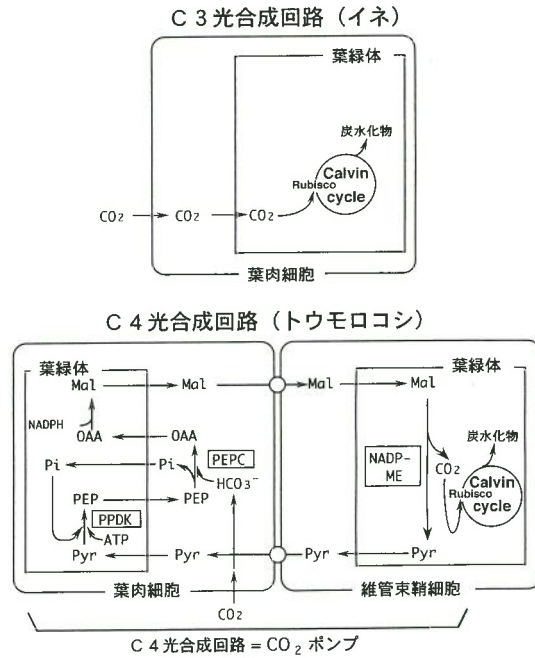 C3光合成回路(イネ)
葉緑体
炭水化物
Calvin
Rubisco
cycle
CO2 CO2 CO2
葉肉細胞
C4光合成回路(トウモロコシ)
葉緑体
Mal Mal Mal Mal
NADPH
OAA OAA
Pi Pi
PEPC
HCO3-
PEP PEP
PPDK
ATP
Pyr Pyr Pyr Pyr
葉肉細胞
CO2
葉緑体
NADP-
ME
CO2
炭水化物
Rubisco
Calvin
cycle
維管束鞘細胞
C4光合成回路=CO2ポンプ